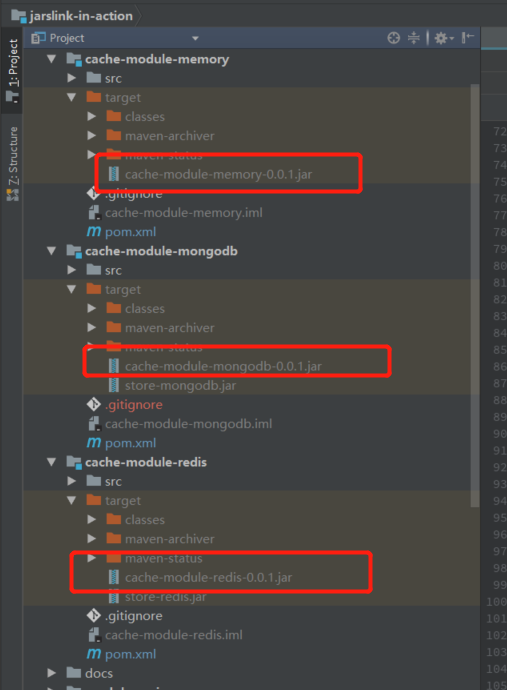 jarslink-in-action
1: Project
Project
7: Structure
cache-module-memory
src
target
classes
maven-archiver
maven-status
cache-module-memory-0.0.1.jar
.gitignore
cache-module-memory.iml
pom.xml
cache-module-mongodb
src
target
classes
maven-archiver
maven-status
cache-module-mongodb-0.0.1.jar
store-mongodb.jar
.gitignore
cache-module-mongodb.iml
pom.xml
cache-module-redis
src
target
classes
maven-archiver
maven-status
cache-module-redis-0.0.1.jar
store-redis.jar
.gitignore
cache-module-redis.iml
pom.xml
docs
72
73
74
75
76
77
78
79
80
81
82
83
84
85
86
87
88
89
90
91
92
93
94
95
96
97
98
99
100
101
102
103
104
105